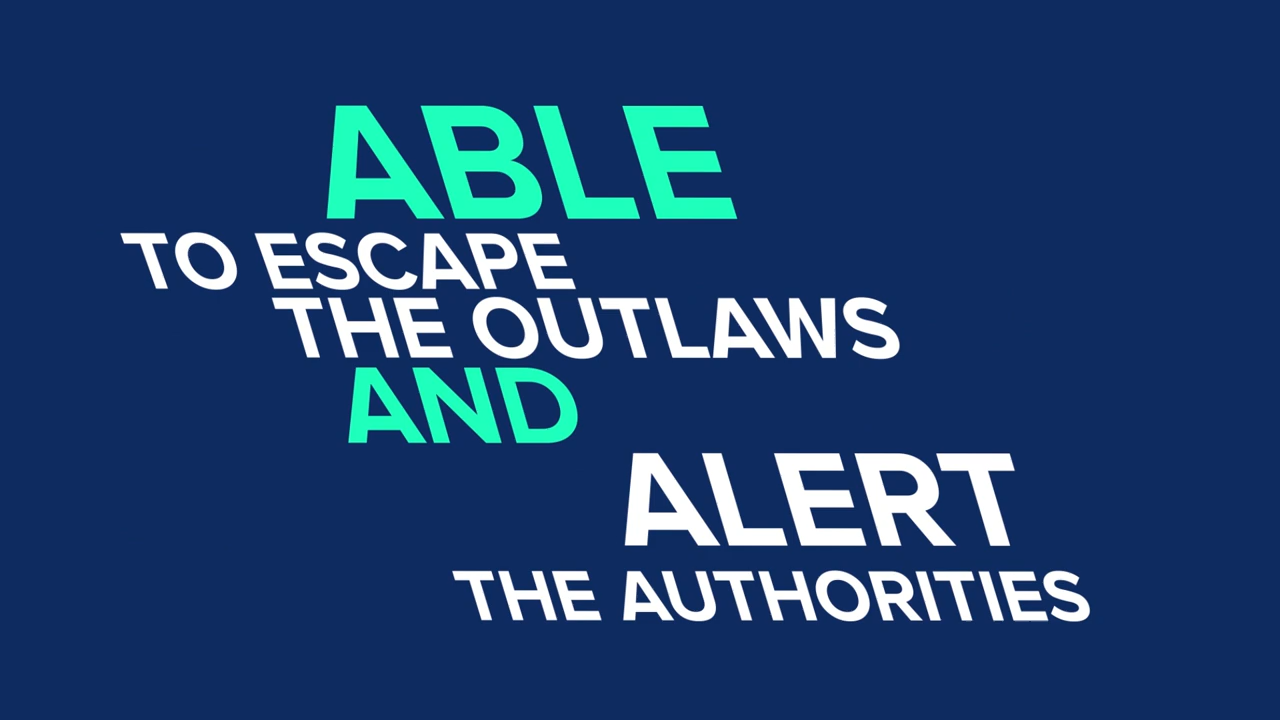 ABLE
TO ESCAPE
THE OUTLAWS
AND
ALERT
THE AUTHORITIES